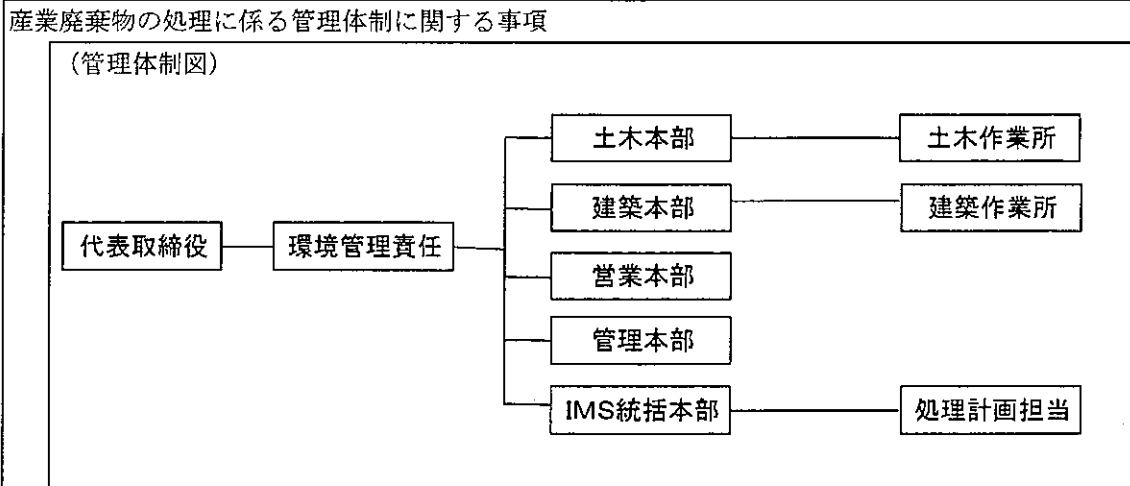 産業廃棄物の処理に係る管理体制に関する事項
(管理体制図)
土木本部
土木作業所
建築本部
建築作業所
代表取締役
環境管理責任
営業本部
管理本部
IMS統括本部
処理計画担当